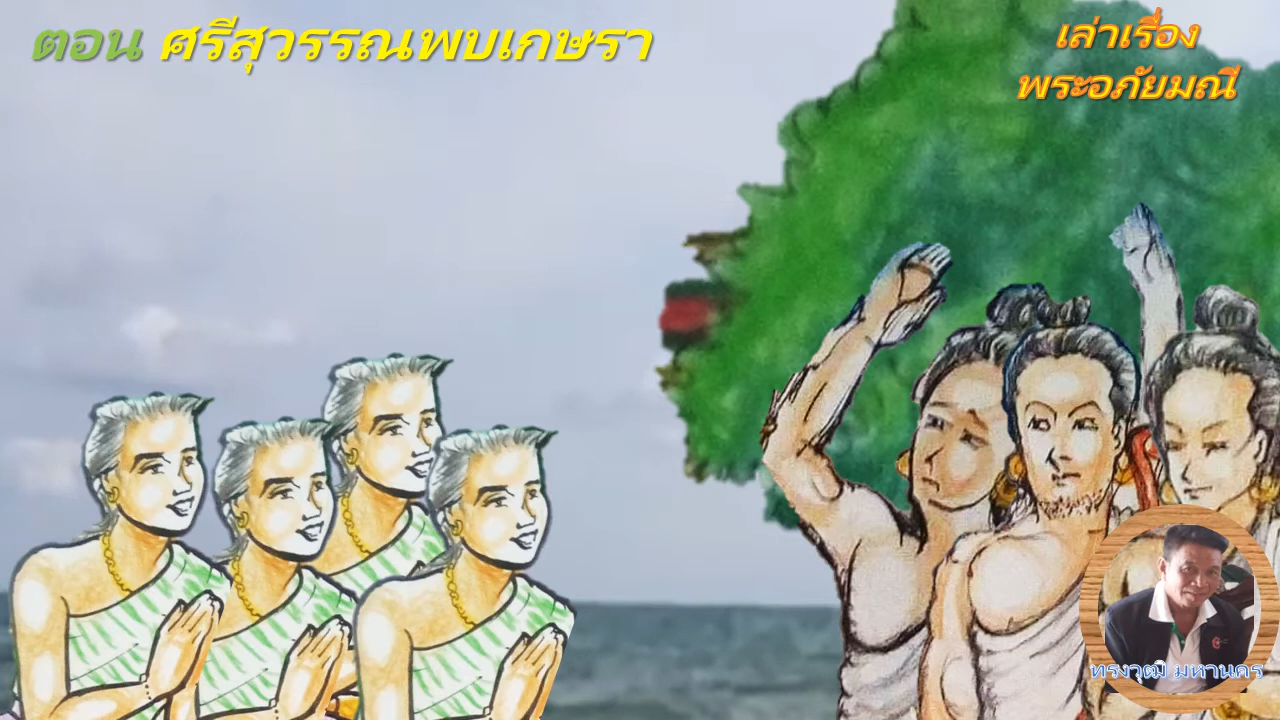 ตอน ศรีสุวรรณพบเกษรา
เล่าเรื่อง
พระอภัยมณี
ทรงวุฒิ มหานคร